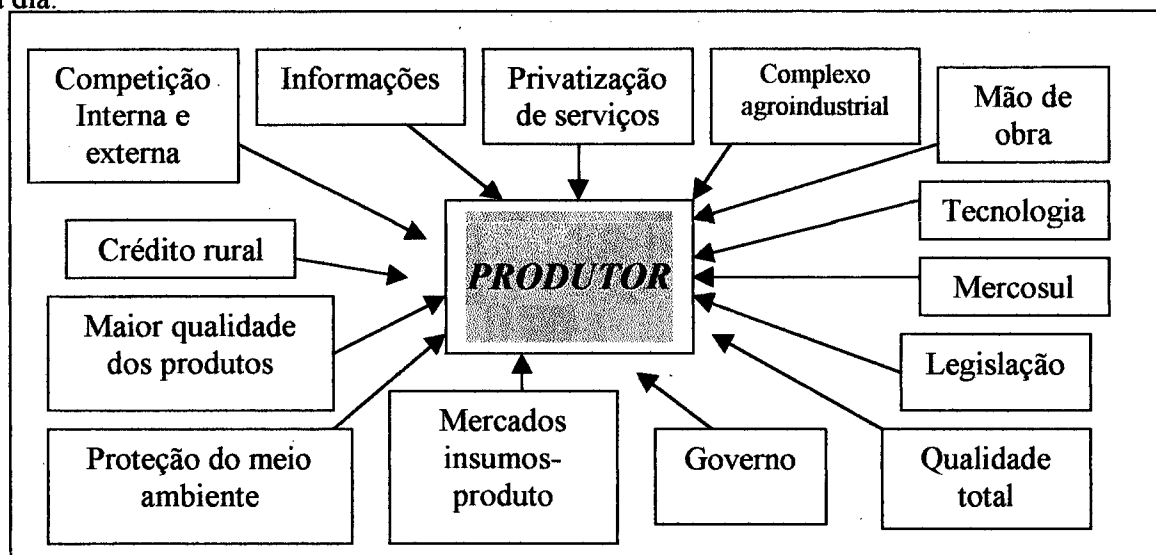 a dia.
Competição
Interna e
externa
Informações
Privatização
de serviços
Complexo
agroindustrial
Mão de
obra
Tecnologia
Mercosul
Legislação
Qualidade
total
Governo
Mercados
insumos-
produto
Proteção do meio
ambiente
Maior qualidade
dos produtos
Crédito rural
PRODUTOR